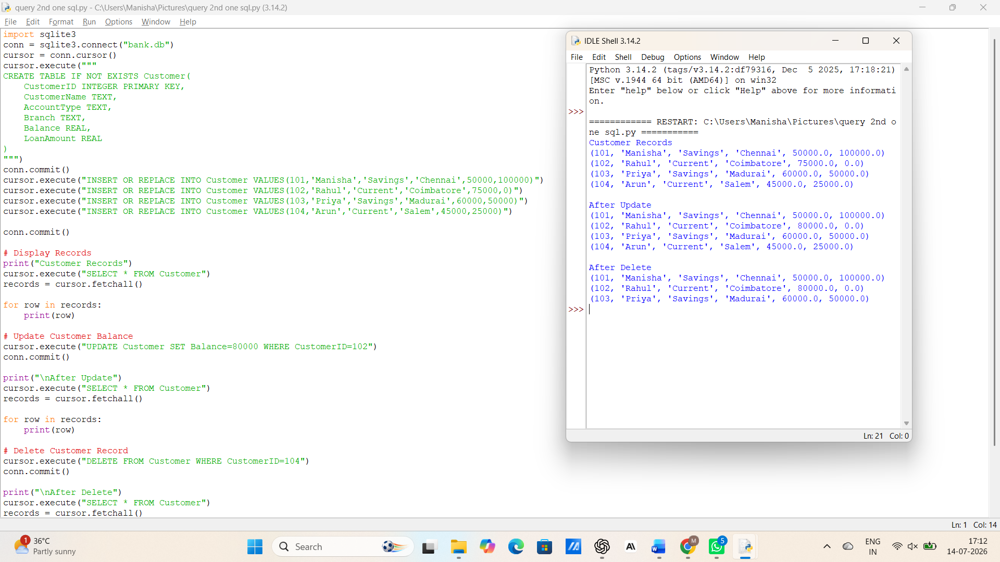 query 2nd one sql.py - C:\Users\Manisha\Pictures\query 2nd one sql.py (3.14.2)
File Edit Format Run Options Window Help
import sqlite3
conn = sqlite3.connect("bank.db")
cursor = conn.cursor()
cursor.execute("""
CREATE TABLE IF NOT EXISTS Customer(
    CustomerID INTEGER PRIMARY KEY,
    CustomerName TEXT,
    AccountType TEXT,
    Branch TEXT,
    Balance REAL,
    LoanAmount REAL
)
""")
conn.commit()
cursor.execute("INSERT OR REPLACE INTO Customer VALUES(101,'Manisha','Savings','Chennai',50000,100000)")
cursor.execute("INSERT OR REPLACE INTO Customer VALUES(102,'Rahul','Current','Coimbatore',75000,0)")
cursor.execute("INSERT OR REPLACE INTO Customer VALUES(103,'Priya','Savings','Madurai',60000,50000)")
cursor.execute("INSERT OR REPLACE INTO Customer VALUES(104,'Arun','Current','Salem',45000,25000)")
conn.commit()
# Display Records
print("Customer Records")
cursor.execute("SELECT * FROM Customer")
records = cursor.fetchall()
for row in records:
    print(row)
# Update Customer Balance
cursor.execute("UPDATE Customer SET Balance=80000 WHERE CustomerID=102")
conn.commit()
print("\nAfter Update")
cursor.execute("SELECT * FROM Customer")
records = cursor.fetchall()
for row in records:
    print(row)
# Delete Customer Record
cursor.execute("DELETE FROM Customer WHERE CustomerID=104")
conn.commit()
print("\nAfter Delete")
cursor.execute("SELECT * FROM Customer")
records = cursor.fetchall()
Ln: 1 Col: 14
IDLE Shell 3.14.2
File Edit Shell Debug Options Window Help
Python 3.14.2 (tags/v3.14.2:df79316, Dec  5 2025, 17:18:21)
[MSC v.1944 64 bit (AMD64)] on win32
Enter "help" below or click "Help" above for more informati
on.
>>>
============ RESTART: C:\Users\Manisha\Pictures\query 2nd o
ne sql.py ===========
Customer Records
(101, 'Manisha', 'Savings', 'Chennai', 50000.0, 100000.0)
(102, 'Rahul', 'Current', 'Coimbatore', 75000.0, 0.0)
(103, 'Priya', 'Savings', 'Madurai', 60000.0, 50000.0)
(104, 'Arun', 'Current', 'Salem', 45000.0, 25000.0)
After Update
(101, 'Manisha', 'Savings', 'Chennai', 50000.0, 100000.0)
(102, 'Rahul', 'Current', 'Coimbatore', 80000.0, 0.0)
(103, 'Priya', 'Savings', 'Madurai', 60000.0, 50000.0)
(104, 'Arun', 'Current', 'Salem', 45000.0, 25000.0)
After Delete
(101, 'Manisha', 'Savings', 'Chennai', 50000.0, 100000.0)
(102, 'Rahul', 'Current', 'Coimbatore', 80000.0, 0.0)
(103, 'Priya', 'Savings', 'Madurai', 60000.0, 50000.0)
>>>
Ln: 21 Col: 0
1
36°C
Partly sunny
Search
W
M
5
ENG
IN
17:12
14-07-2026